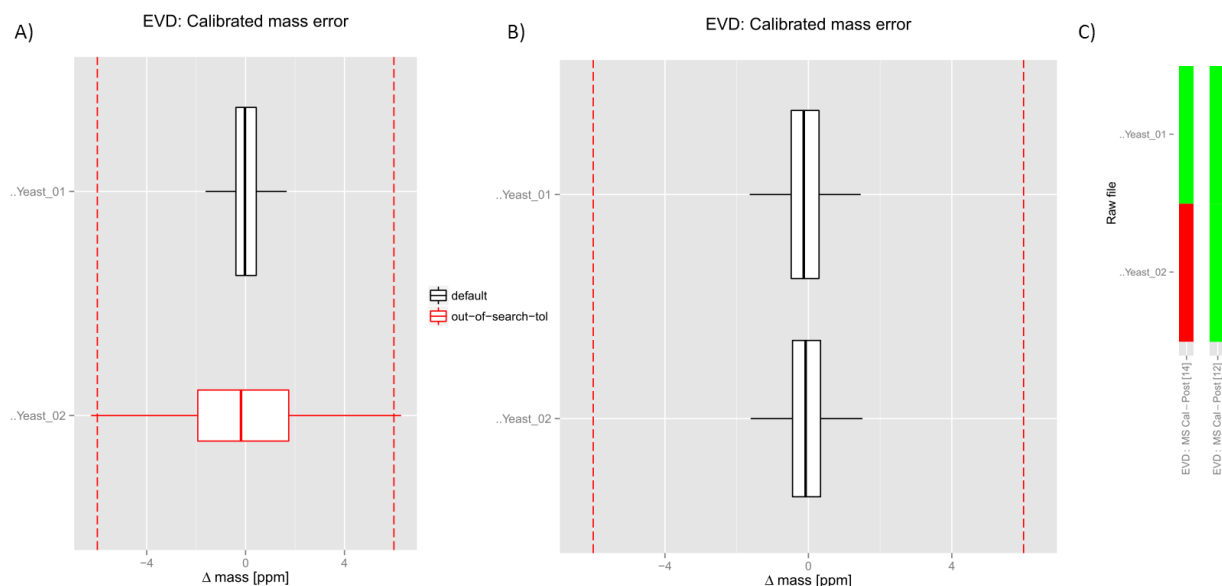 A)
EVD: Calibrated mass error
..Yeast_01
..Yeast_02
-4
0
4
Δ mass [ppm]
default
out-of-search-tol
B)
EVD: Calibrated mass error
..Yeast_01
..Yeast_02
-4
0
4
Δ mass [ppm]
C)
Raw file
..Yeast_01
..Yeast_02
EVD: MS Cal-Post [14]
EVD: MS Cal-Post [12]